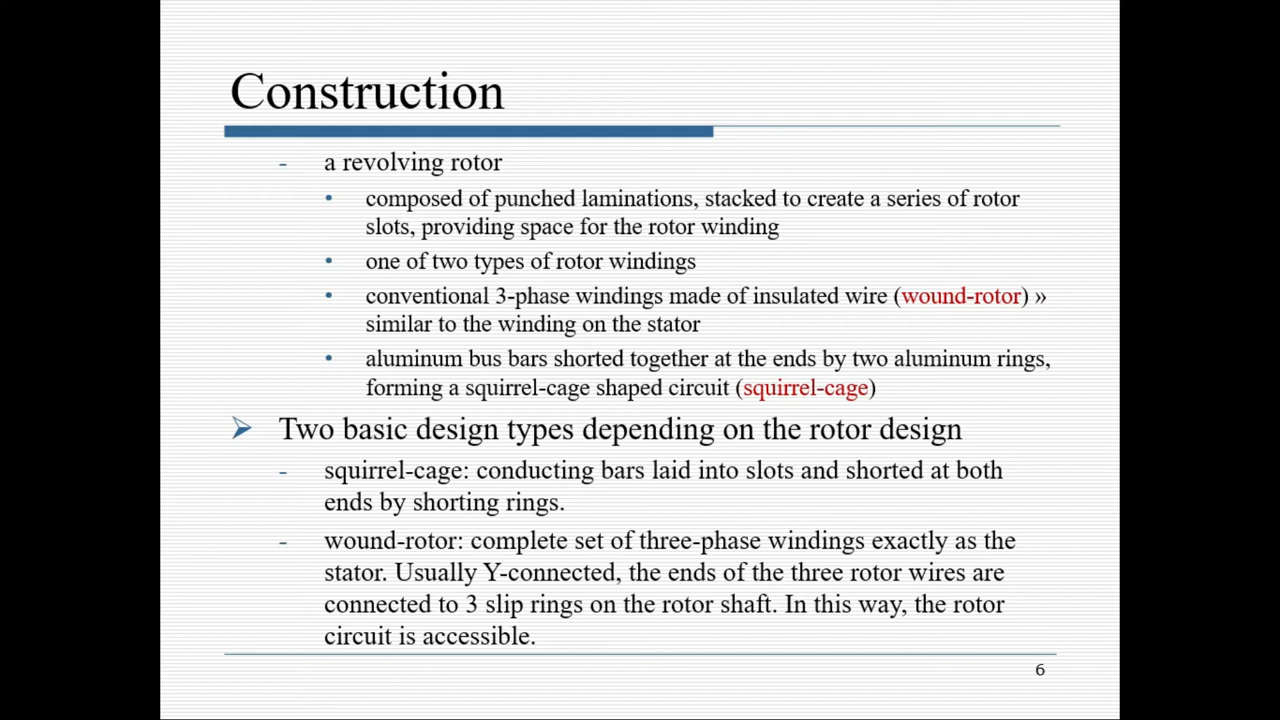 Construction
- a revolving rotor
• composed of punched laminations, stacked to create a series of rotor
slots, providing space for the rotor winding
• one of two types of rotor windings
• conventional 3-phase windings made of insulated wire (wound-rotor) »
similar to the winding on the stator
• aluminum bus bars shorted together at the ends by two aluminum rings,
forming a squirrel-cage shaped circuit (squirrel-cage)
➢ Two basic design types depending on the rotor design
- squirrel-cage: conducting bars laid into slots and shorted at both
ends by shorting rings.
- wound-rotor: complete set of three-phase windings exactly as the
stator. Usually Y-connected, the ends of the three rotor wires are
connected to 3 slip rings on the rotor shaft. In this way, the rotor
circuit is accessible.
6